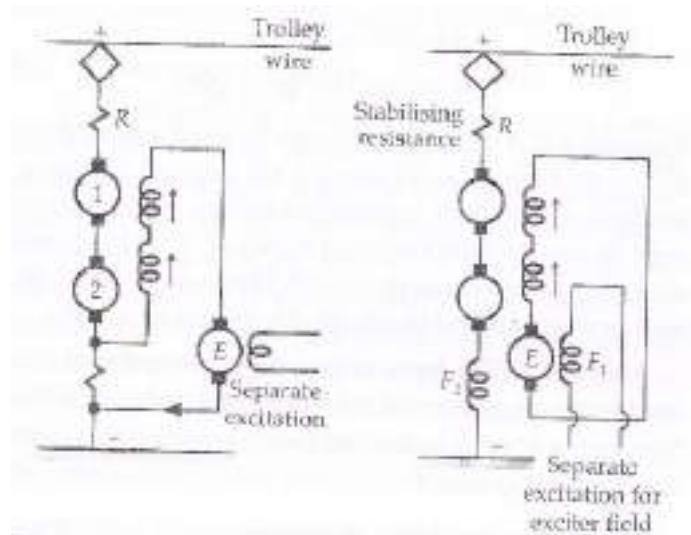 +
Trolley
wire
R
1
2
E
Separate
excitation
−
+
Trolley
wire
Stabilising
resistance
R
E
F₁
F₂
−
Separate
excitation for
exciter field